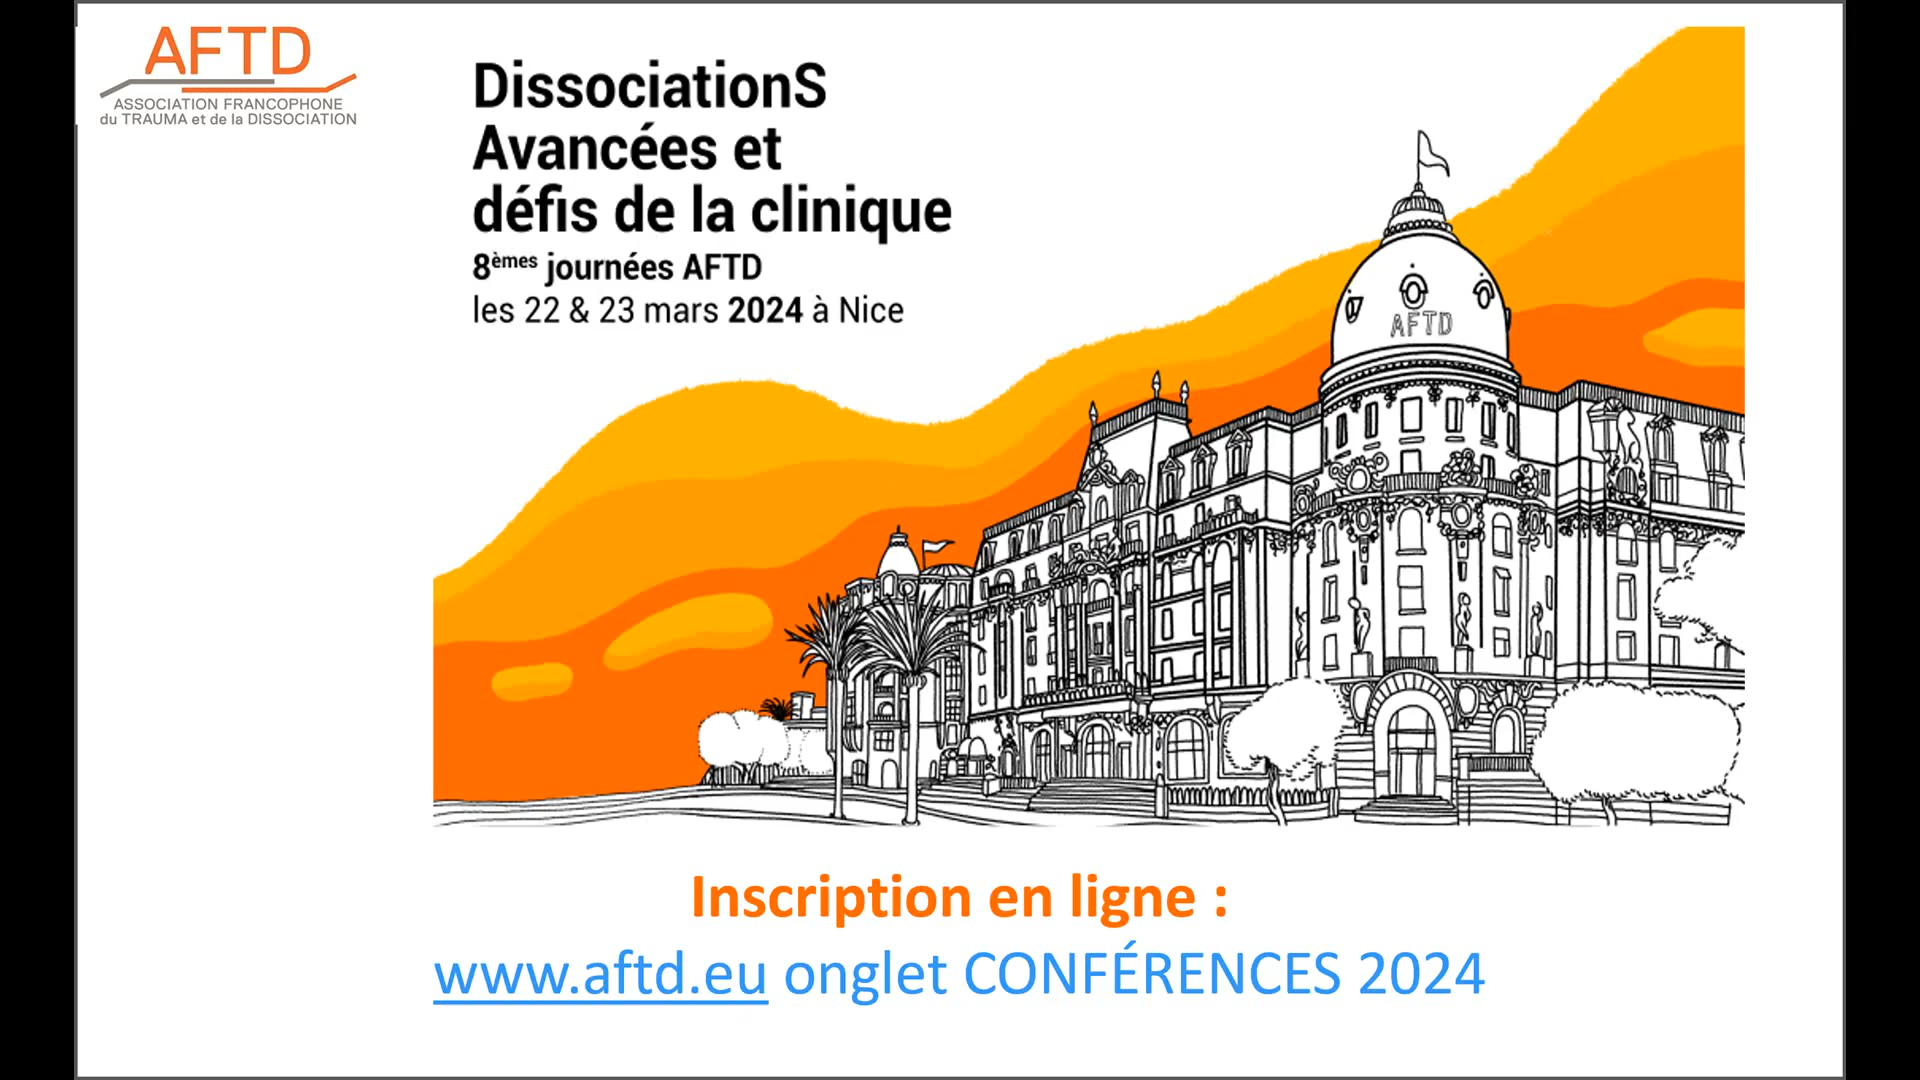 AFTD
ASSOCIATION FRANCOPHONE
du TRAUMA et de la DISSOCIATION
DissociationS
Avancées et
défis de la clinique
8èmes journées AFTD
les 22 & 23 mars 2024 à Nice
AFTD
Inscription en ligne :
www.aftd.eu onglet CONFÉRENCES 2024